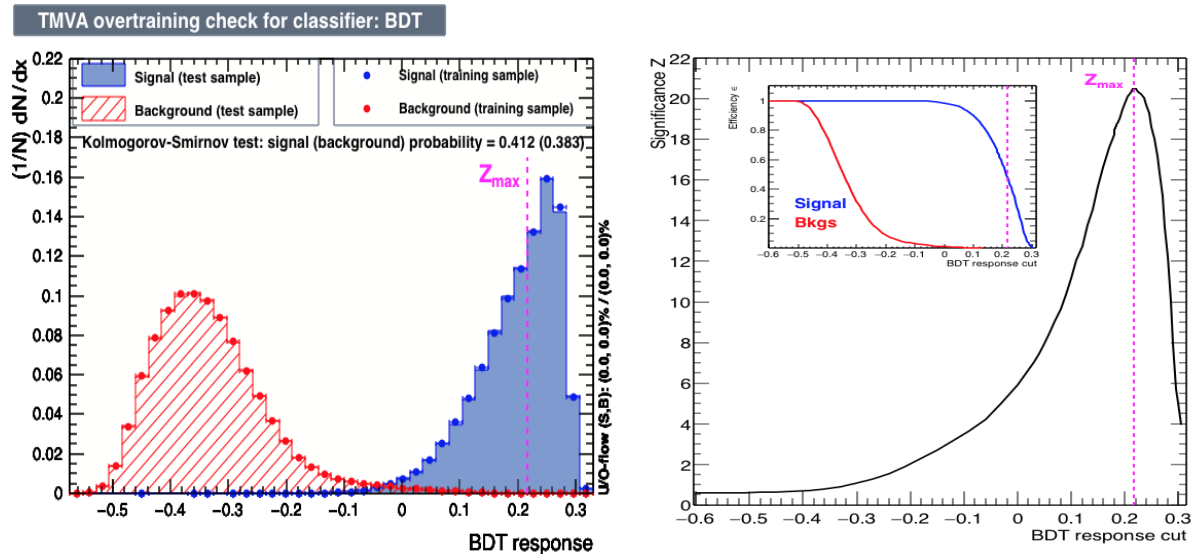 TMVA overtraining check for classifier: BDT
(1/N) dN/dx
0.22
0.2
0.18
0.16
0.14
0.12
0.1
0.08
0.06
0.04
0.02
0
Signal (test sample)
Background (test sample)
Signal (training sample)
Background (training sample)
Kolmogorov-Smirnov test: signal (background) probability = 0.412 (0.383)
Zmax
U/O-flow (S,B): (0.0, 0.0)% / (0.0, 0.0)%
−0.5 −0.4 −0.3 −0.2 −0.1 0 0.1 0.2 0.3
BDT response
Significance Z
22
20
18
16
14
12
10
8
6
4
2
0
Zmax
Efficiency ε
1
0.8
0.6
0.4
0.2
Signal
Bkgs
−0.6 −0.5 −0.4 −0.3 −0.2 −0.1 0 0.1 0.2 0.3
BDT response cut
−0.6 −0.5 −0.4 −0.3 −0.2 −0.1 0 0.1 0.2 0.3
BDT response cut